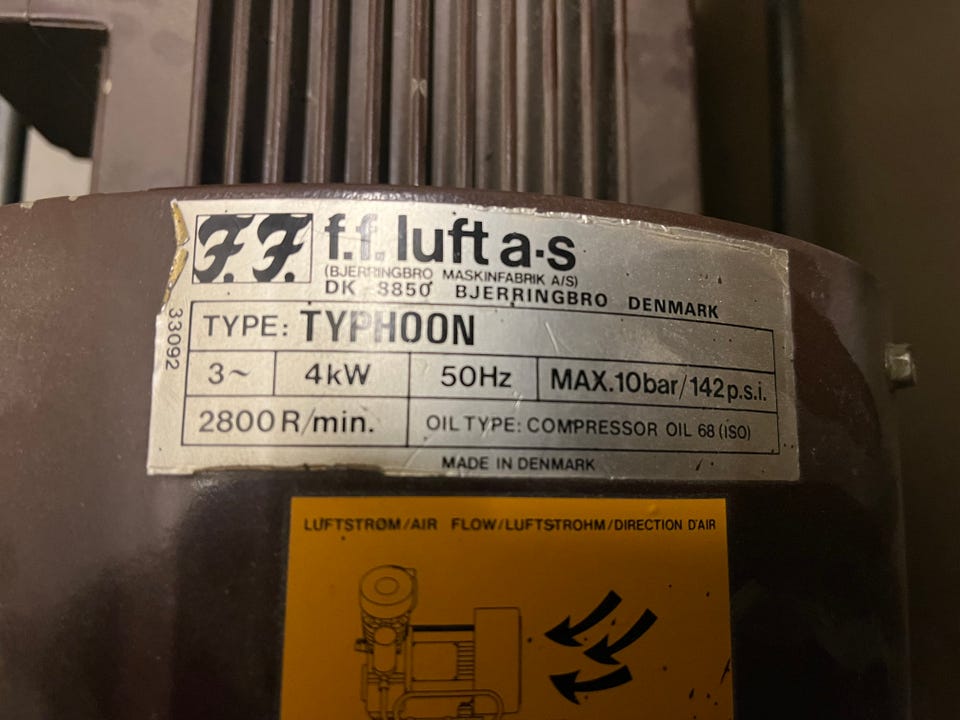 F.F. f.f. luft a·s
(BJERRINGBRO MASKINFABRIK A/S)
DK 8850 BJERRINGBRO DENMARK
33092
TYPE: TYPHOON
3~ 4kW 50Hz MAX.10bar/142p.s.i.
2800R/min. OIL TYPE: COMPRESSOR OIL 68 (ISO)
MADE IN DENMARK
LUFTSTRØM/AIR FLOW/LUFTSTROHM/DIRECTION D'AIR